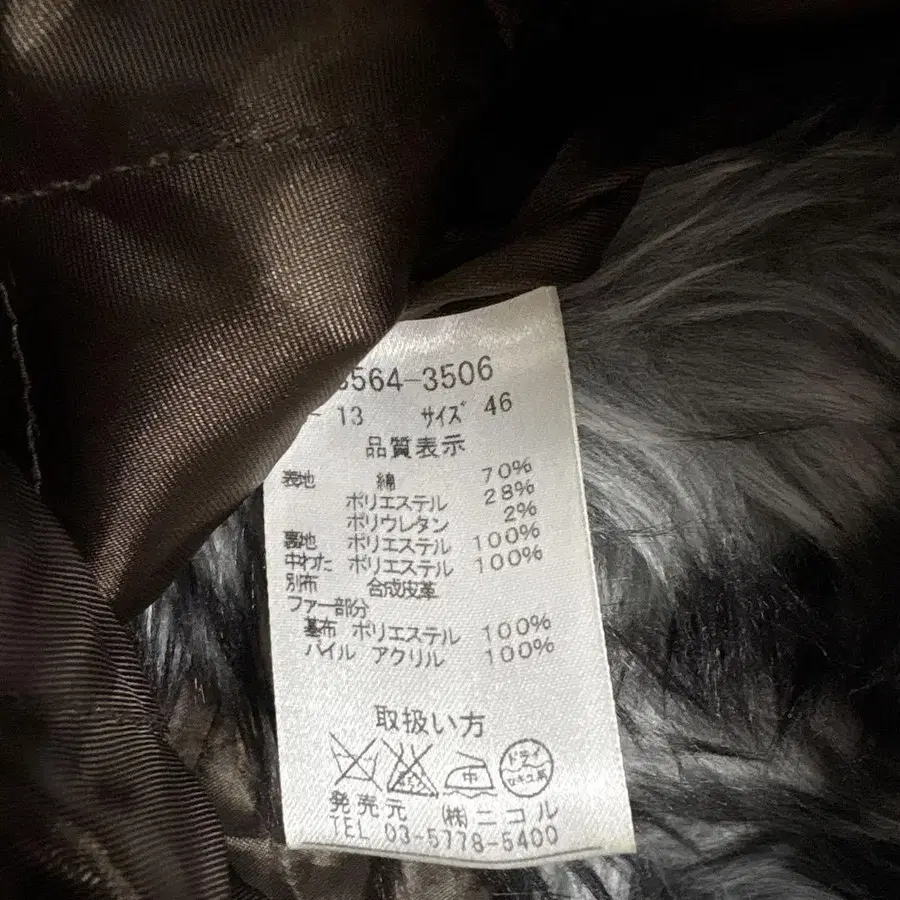 3564-3506
13 サイズ 46
品質表示
表地 綿 70%
ポリエステル 28%
ポリウレタン 2%
裏地 ポリエステル 100%
中わた ポリエステル 100%
別布 合成皮革
ファー部分
基布 ポリエステル 100%
パイル アクリル 100%
取扱い方
中 ドライ セキユ系
発売元 (株)ニコル
TEL 03-5778-5400